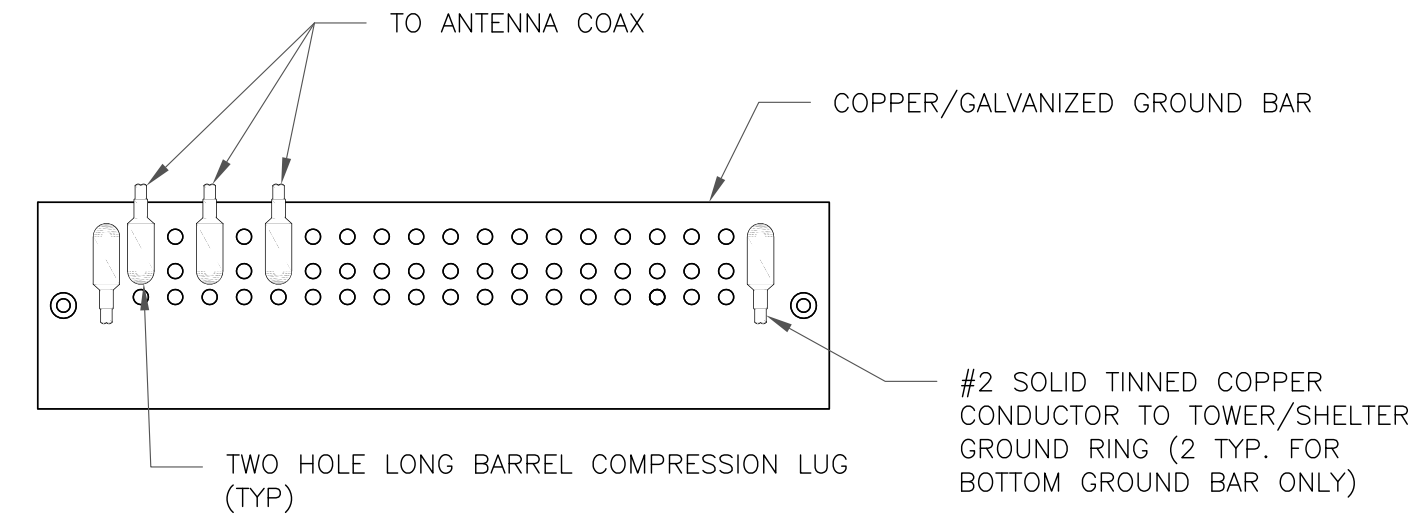 TO ANTENNA COAX
COPPER/GALVANIZED GROUND BAR
#2 SOLID TINNED COPPER
CONDUCTOR TO TOWER/SHELTER
GROUND RING (2 TYP. FOR
BOTTOM GROUND BAR ONLY)
TWO HOLE LONG BARREL COMPRESSION LUG
(TYP)